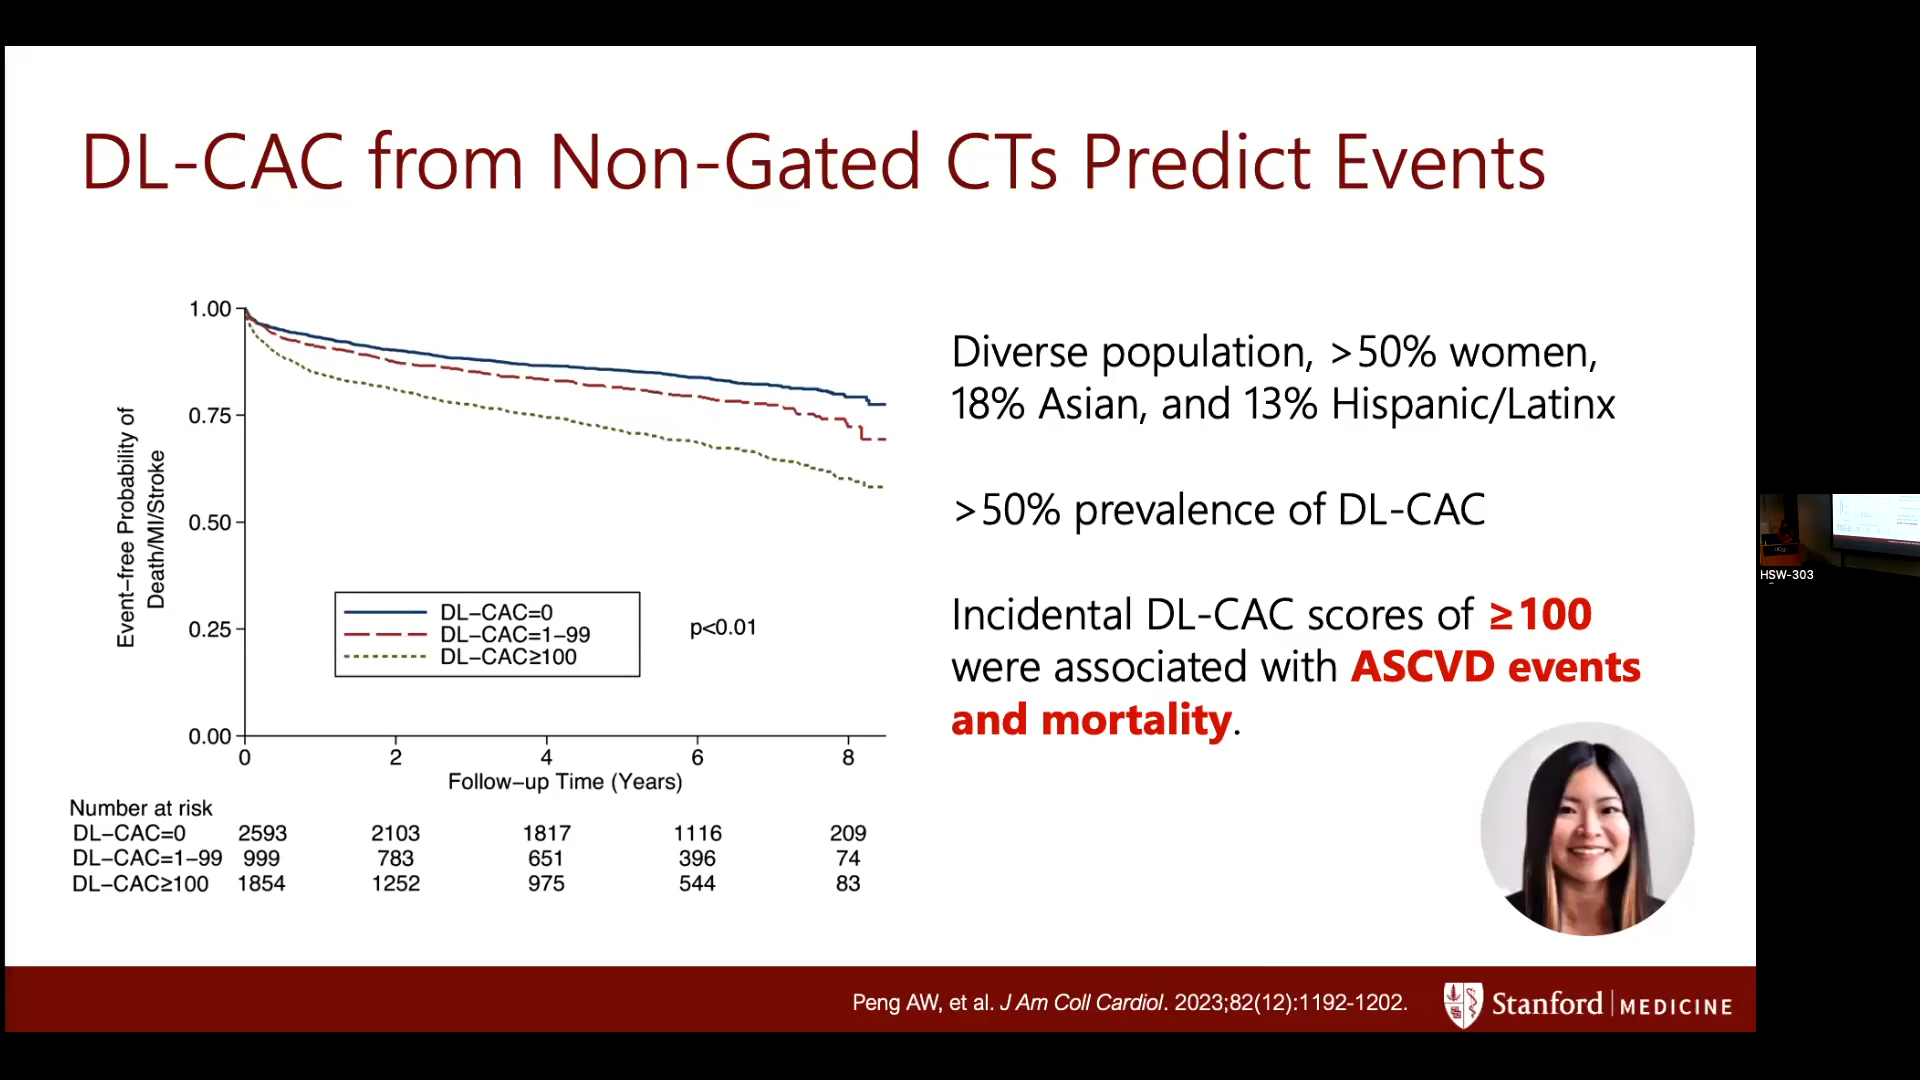 DL-CAC from Non-Gated CTs Predict Events
1.00
0.75
0.50
0.25
0.00
Event–free Probability of
Death/MI/Stroke
DL–CAC=0
DL–CAC=1–99
DL–CAC≥100
p<0.01
0 2 4 6 8
Follow–up Time (Years)
Number at risk
DL–CAC=0 2593 2103 1817 1116 209
DL–CAC=1–99 999 783 651 396 74
DL–CAC≥100 1854 1252 975 544 83
Diverse population, >50% women,
18% Asian, and 13% Hispanic/Latinx
>50% prevalence of DL-CAC
Incidental DL-CAC scores of ≥100
were associated with ASCVD events
and mortality.
HSW-303
Peng AW, et al. J Am Coll Cardiol. 2023;82(12):1192-1202.
Stanford MEDICINE